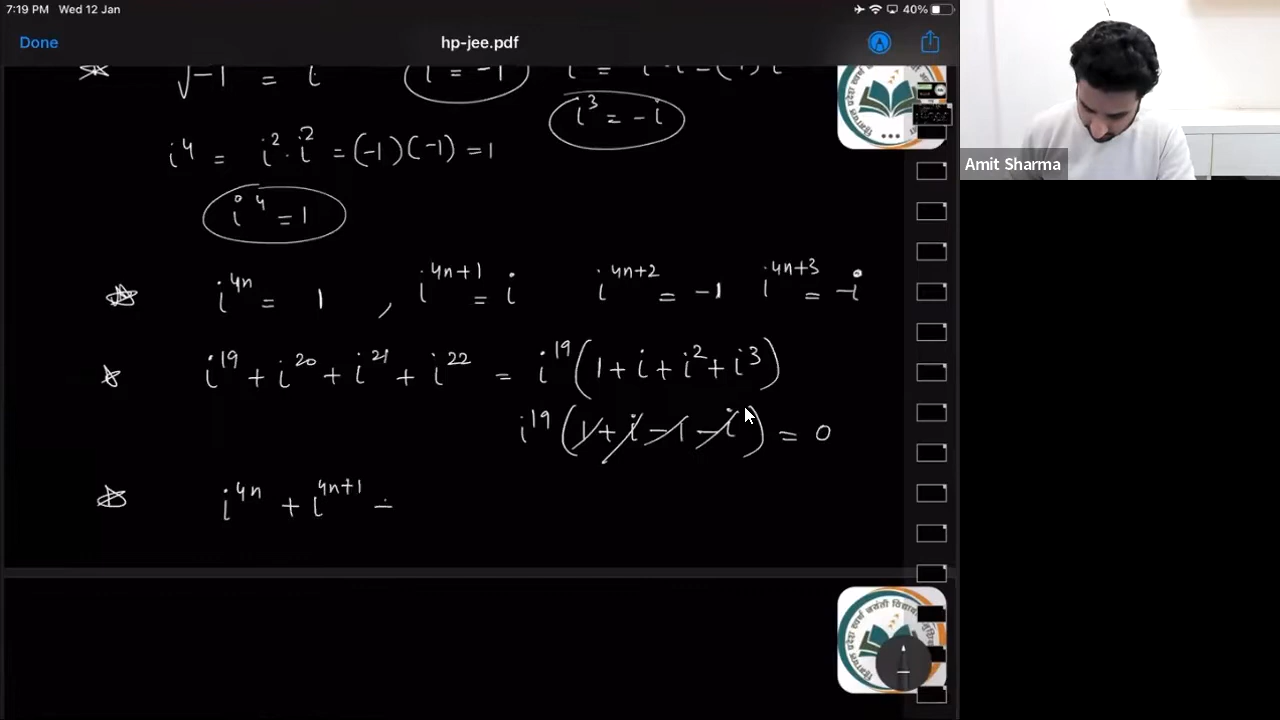 7:19 PM Wed 12 Jan
40%
Done
hp-jee.pdf
Amit Sharma
√-1 = i
i³ = -i
i⁴ = i² · i² = (-1)(-1) = 1
i⁴ = 1
i⁴ⁿ = 1 , i⁴ⁿ⁺¹ = i i⁴ⁿ⁺² = -1 i⁴ⁿ⁺³ = -i
i¹⁹ + i²⁰ + i²¹ + i²² = i¹⁹ (1 + i + i² + i³)
i¹⁹ (1 + i - 1 - i) = 0
i⁴ⁿ + i⁴ⁿ⁺¹ =